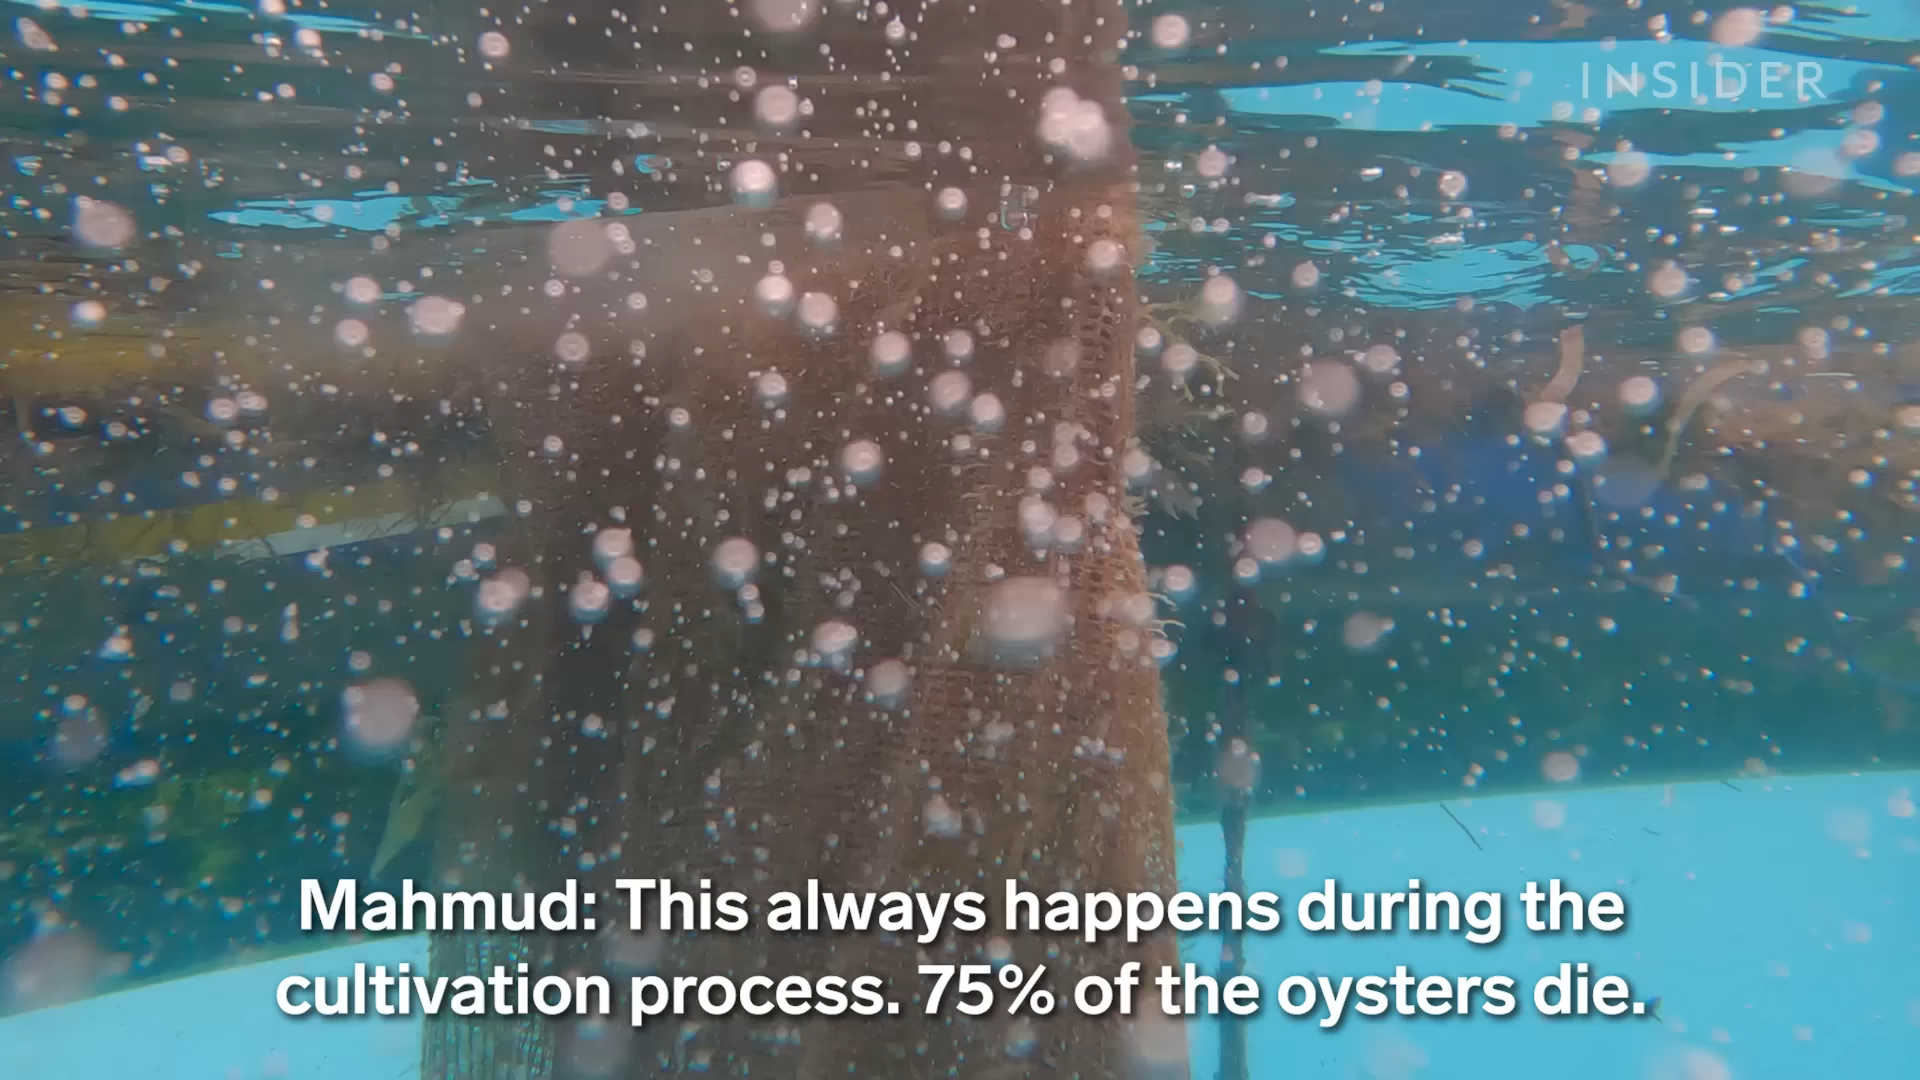 INSIDER
Mahmud: This always happens during the
cultivation process. 75% of the oysters die.